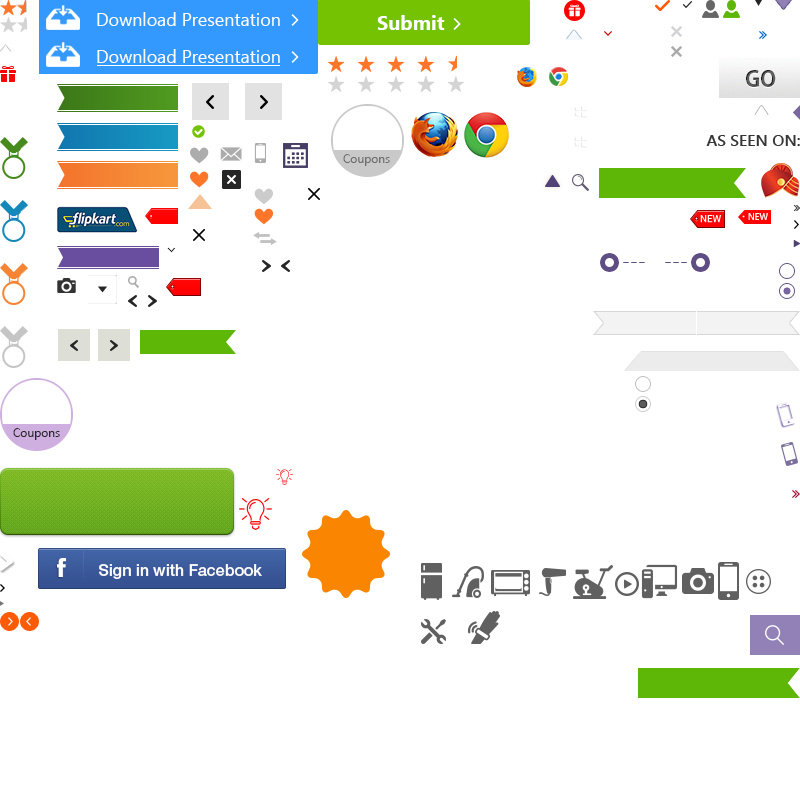 Download Presentation
Submit
Download Presentation
GO
AS SEEN ON:
Coupons
flipkart.com
NEW
NEW
Coupons
f Sign in with Facebook